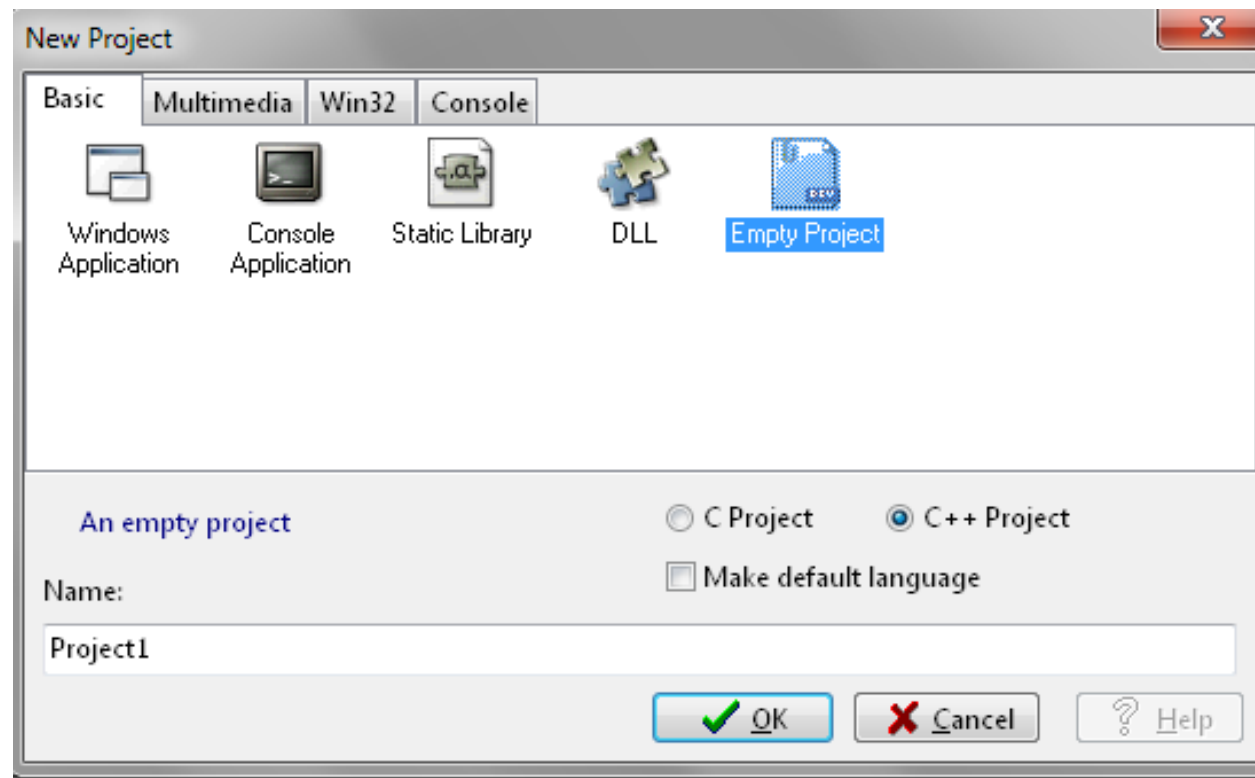 New Project
Basic Multimedia Win32 Console
Windows Application
Console Application
Static Library
DLL
DEV
Empty Project
An empty project
C Project C++ Project
Make default language
Name:
Project1
OK Cancel Help